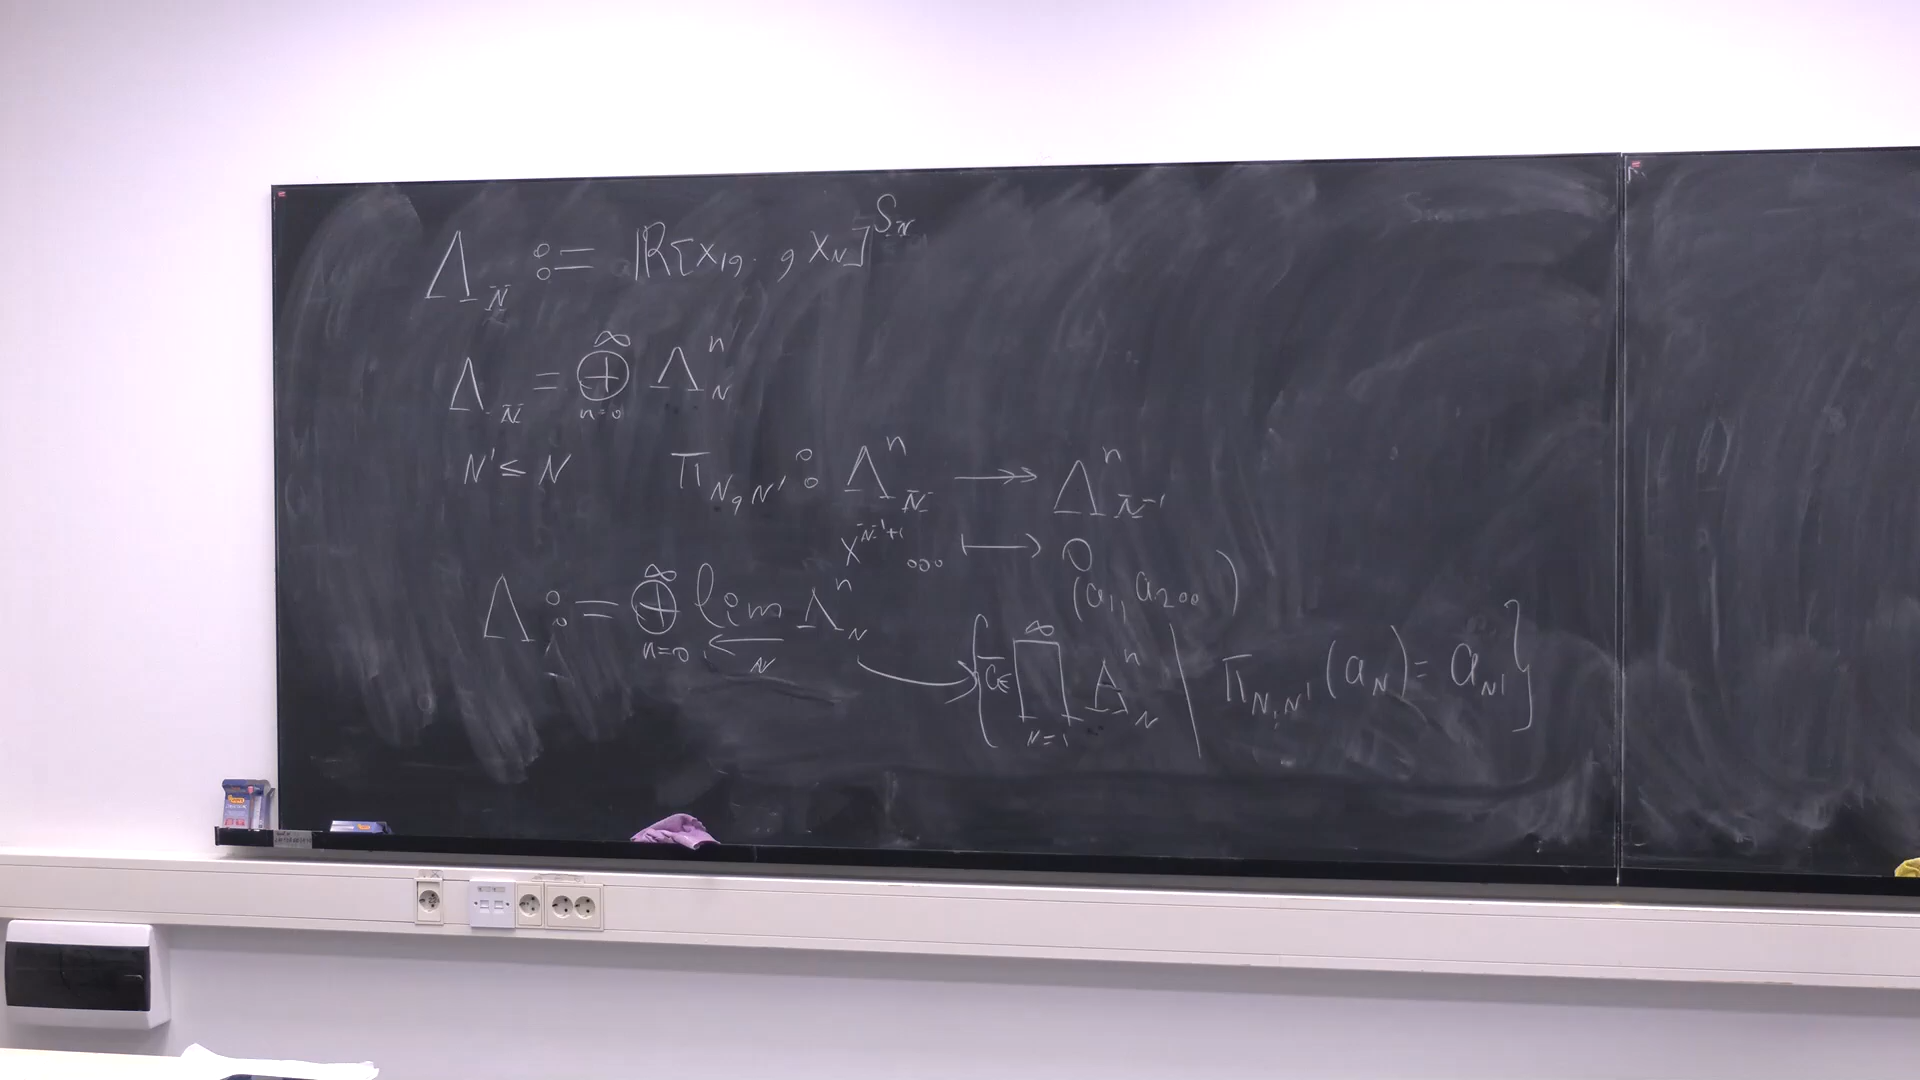 Λ_N := ℝ[x_1, ., x_N]^{S_N}
Λ_N = ⊕_{n=0}^∞ Λ_N^n
N' ≤ N π_{N,N'} : Λ_N^n ↠ Λ_{N'}^n
x_{N'+1} ... ↦ 0
Λ := ⊕_{n=0}^∞ lim_{←N} Λ_N^n
(a_1, a_2...)
{a̅ ∈ ∏_{N=1}^∞ Λ_N^n | π_{N,N'}(a_N) = a_{N'}}